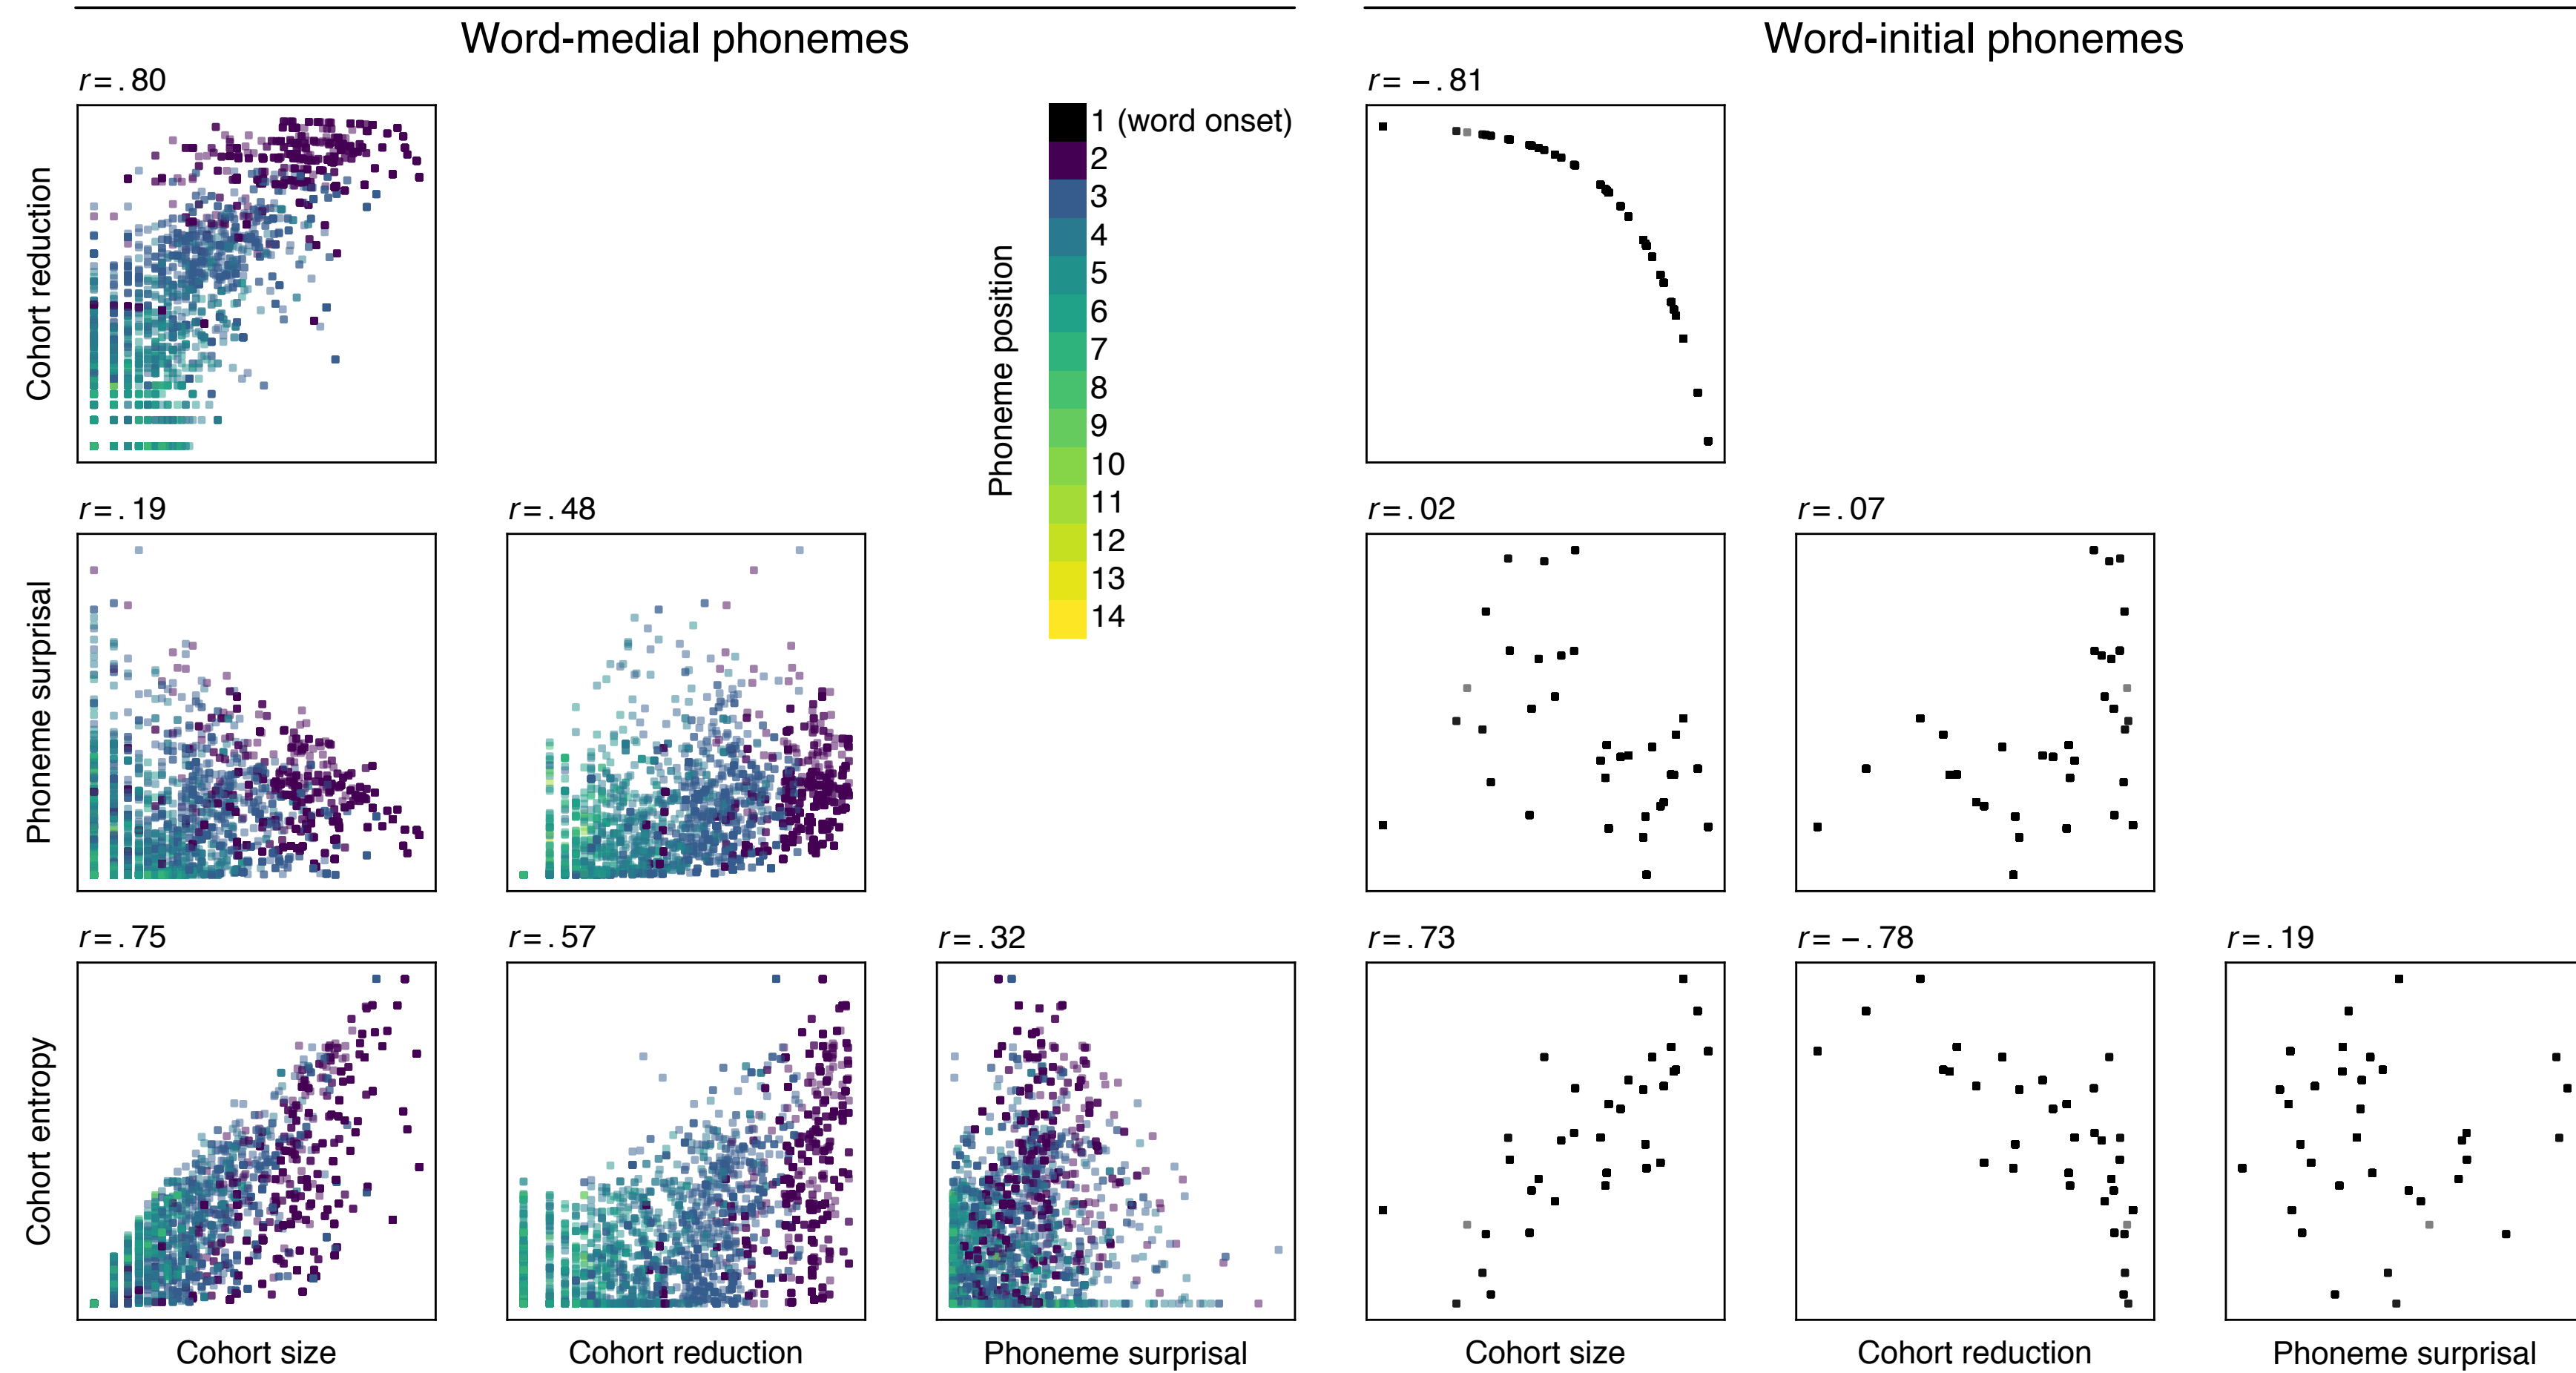 Word-medial phonemes
Word-initial phonemes
r=.80
r=−.81
Cohort reduction
Phoneme position
1 (word onset)
2
3
4
5
6
7
8
9
10
11
12
13
14
r=.19
r=.48
r=.02
r=.07
Phoneme surprisal
r=.75
r=.57
r=.32
r=.73
r=−.78
r=.19
Cohort entropy
Cohort size
Cohort reduction
Phoneme surprisal
Cohort size
Cohort reduction
Phoneme surprisal